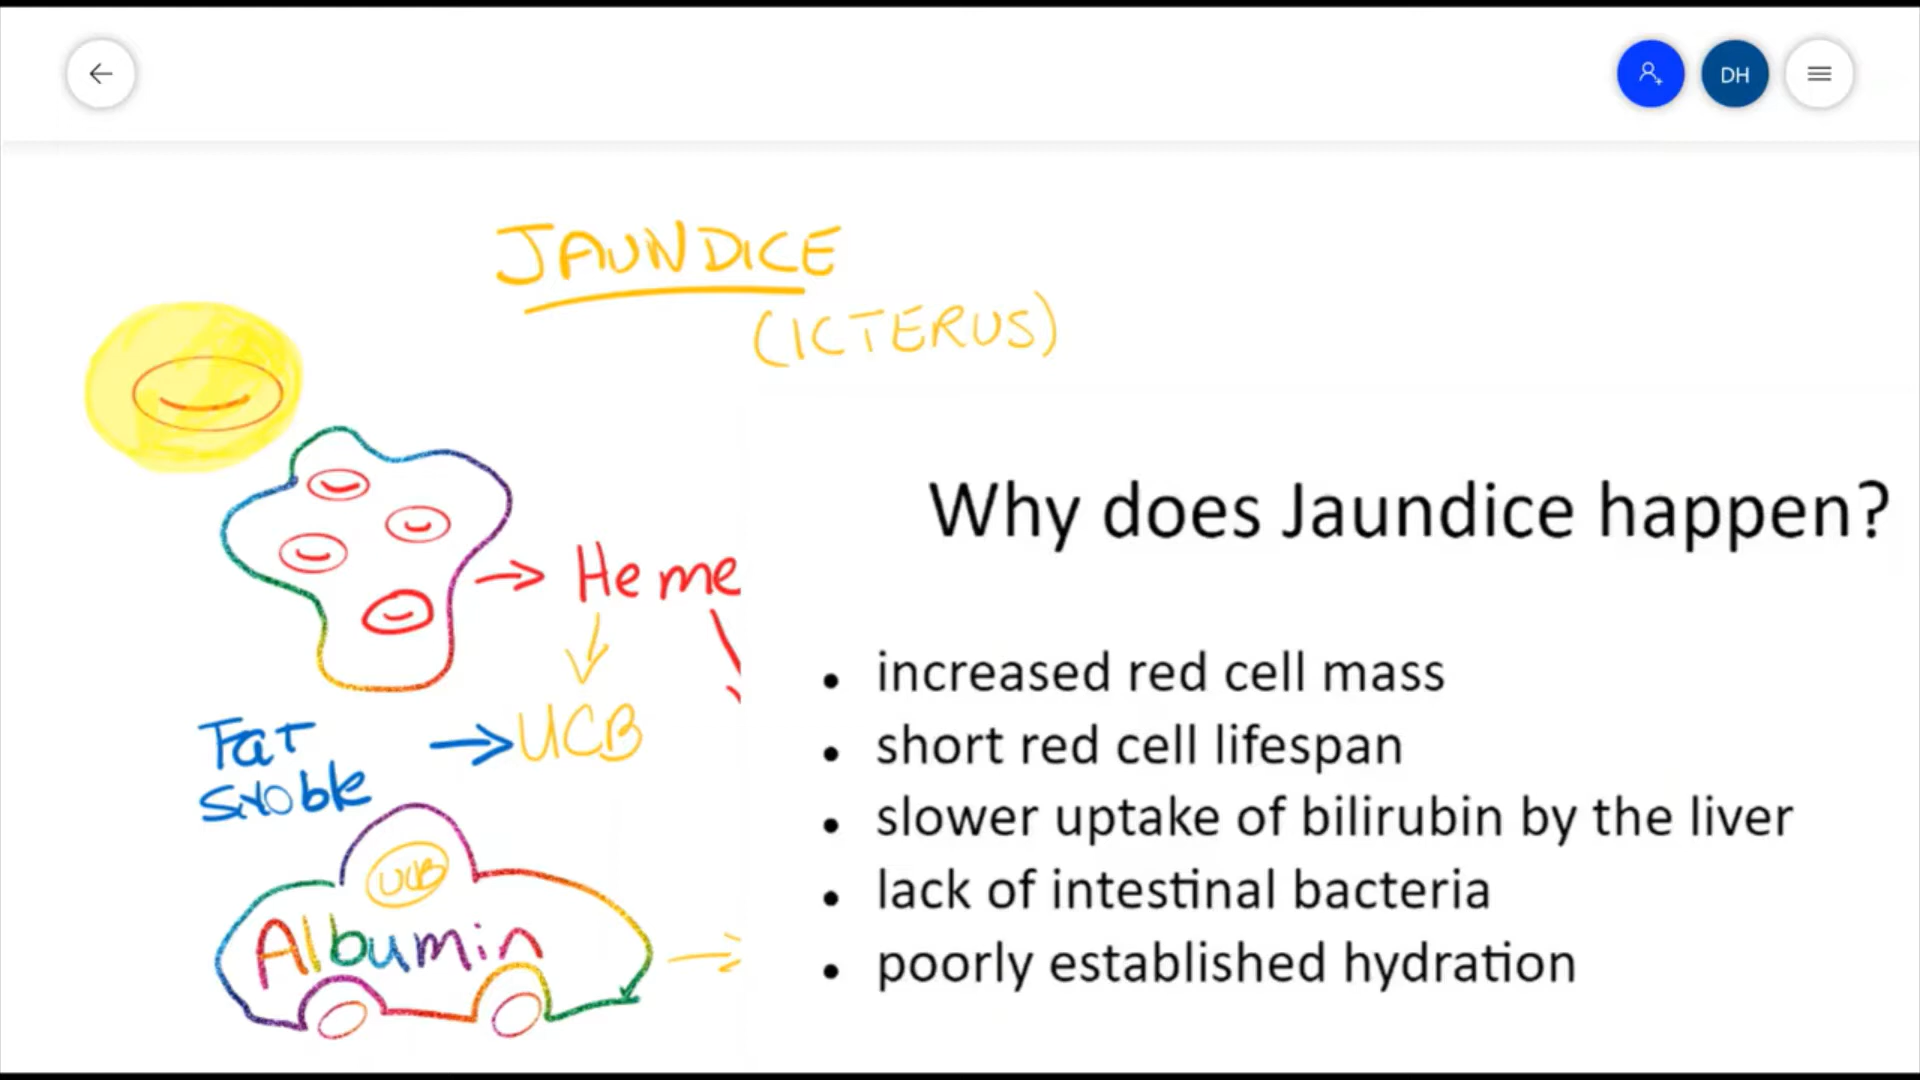 DH
JAUNDICE
(ICTERUS)
Heme
UCB
Fat
UCB
Albumin
Why does Jaundice happen?
• increased red cell mass
• short red cell lifespan
• slower uptake of bilirubin by the liver
• lack of intestinal bacteria
• poorly established hydration